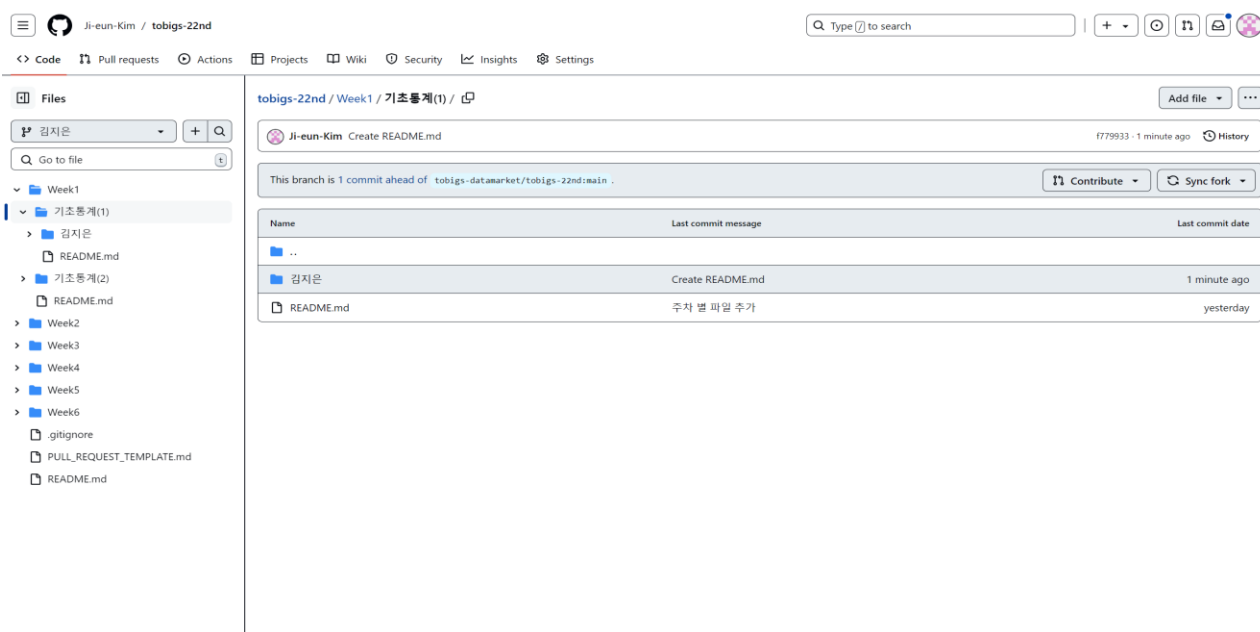 Ji-eun-Kim / tobigs-22nd
Type / to search
Code Pull requests Actions Projects Wiki Security Insights Settings
Files
김지은
Go to file t
Week1
기초통계(1)
김지은
README.md
기초통계(2)
README.md
Week2
Week3
Week4
Week5
Week6
.gitignore
PULL_REQUEST_TEMPLATE.md
README.md
tobigs-22nd / Week1 / 기초통계(1) /
Add file
Ji-eun-Kim Create README.md
f779933 · 1 minute ago History
This branch is 1 commit ahead of tobigs-datamarket/tobigs-22nd:main .
Contribute Sync fork
Name Last commit message Last commit date
..
김지은 Create README.md 1 minute ago
README.md 주차 별 파일 추가 yesterday